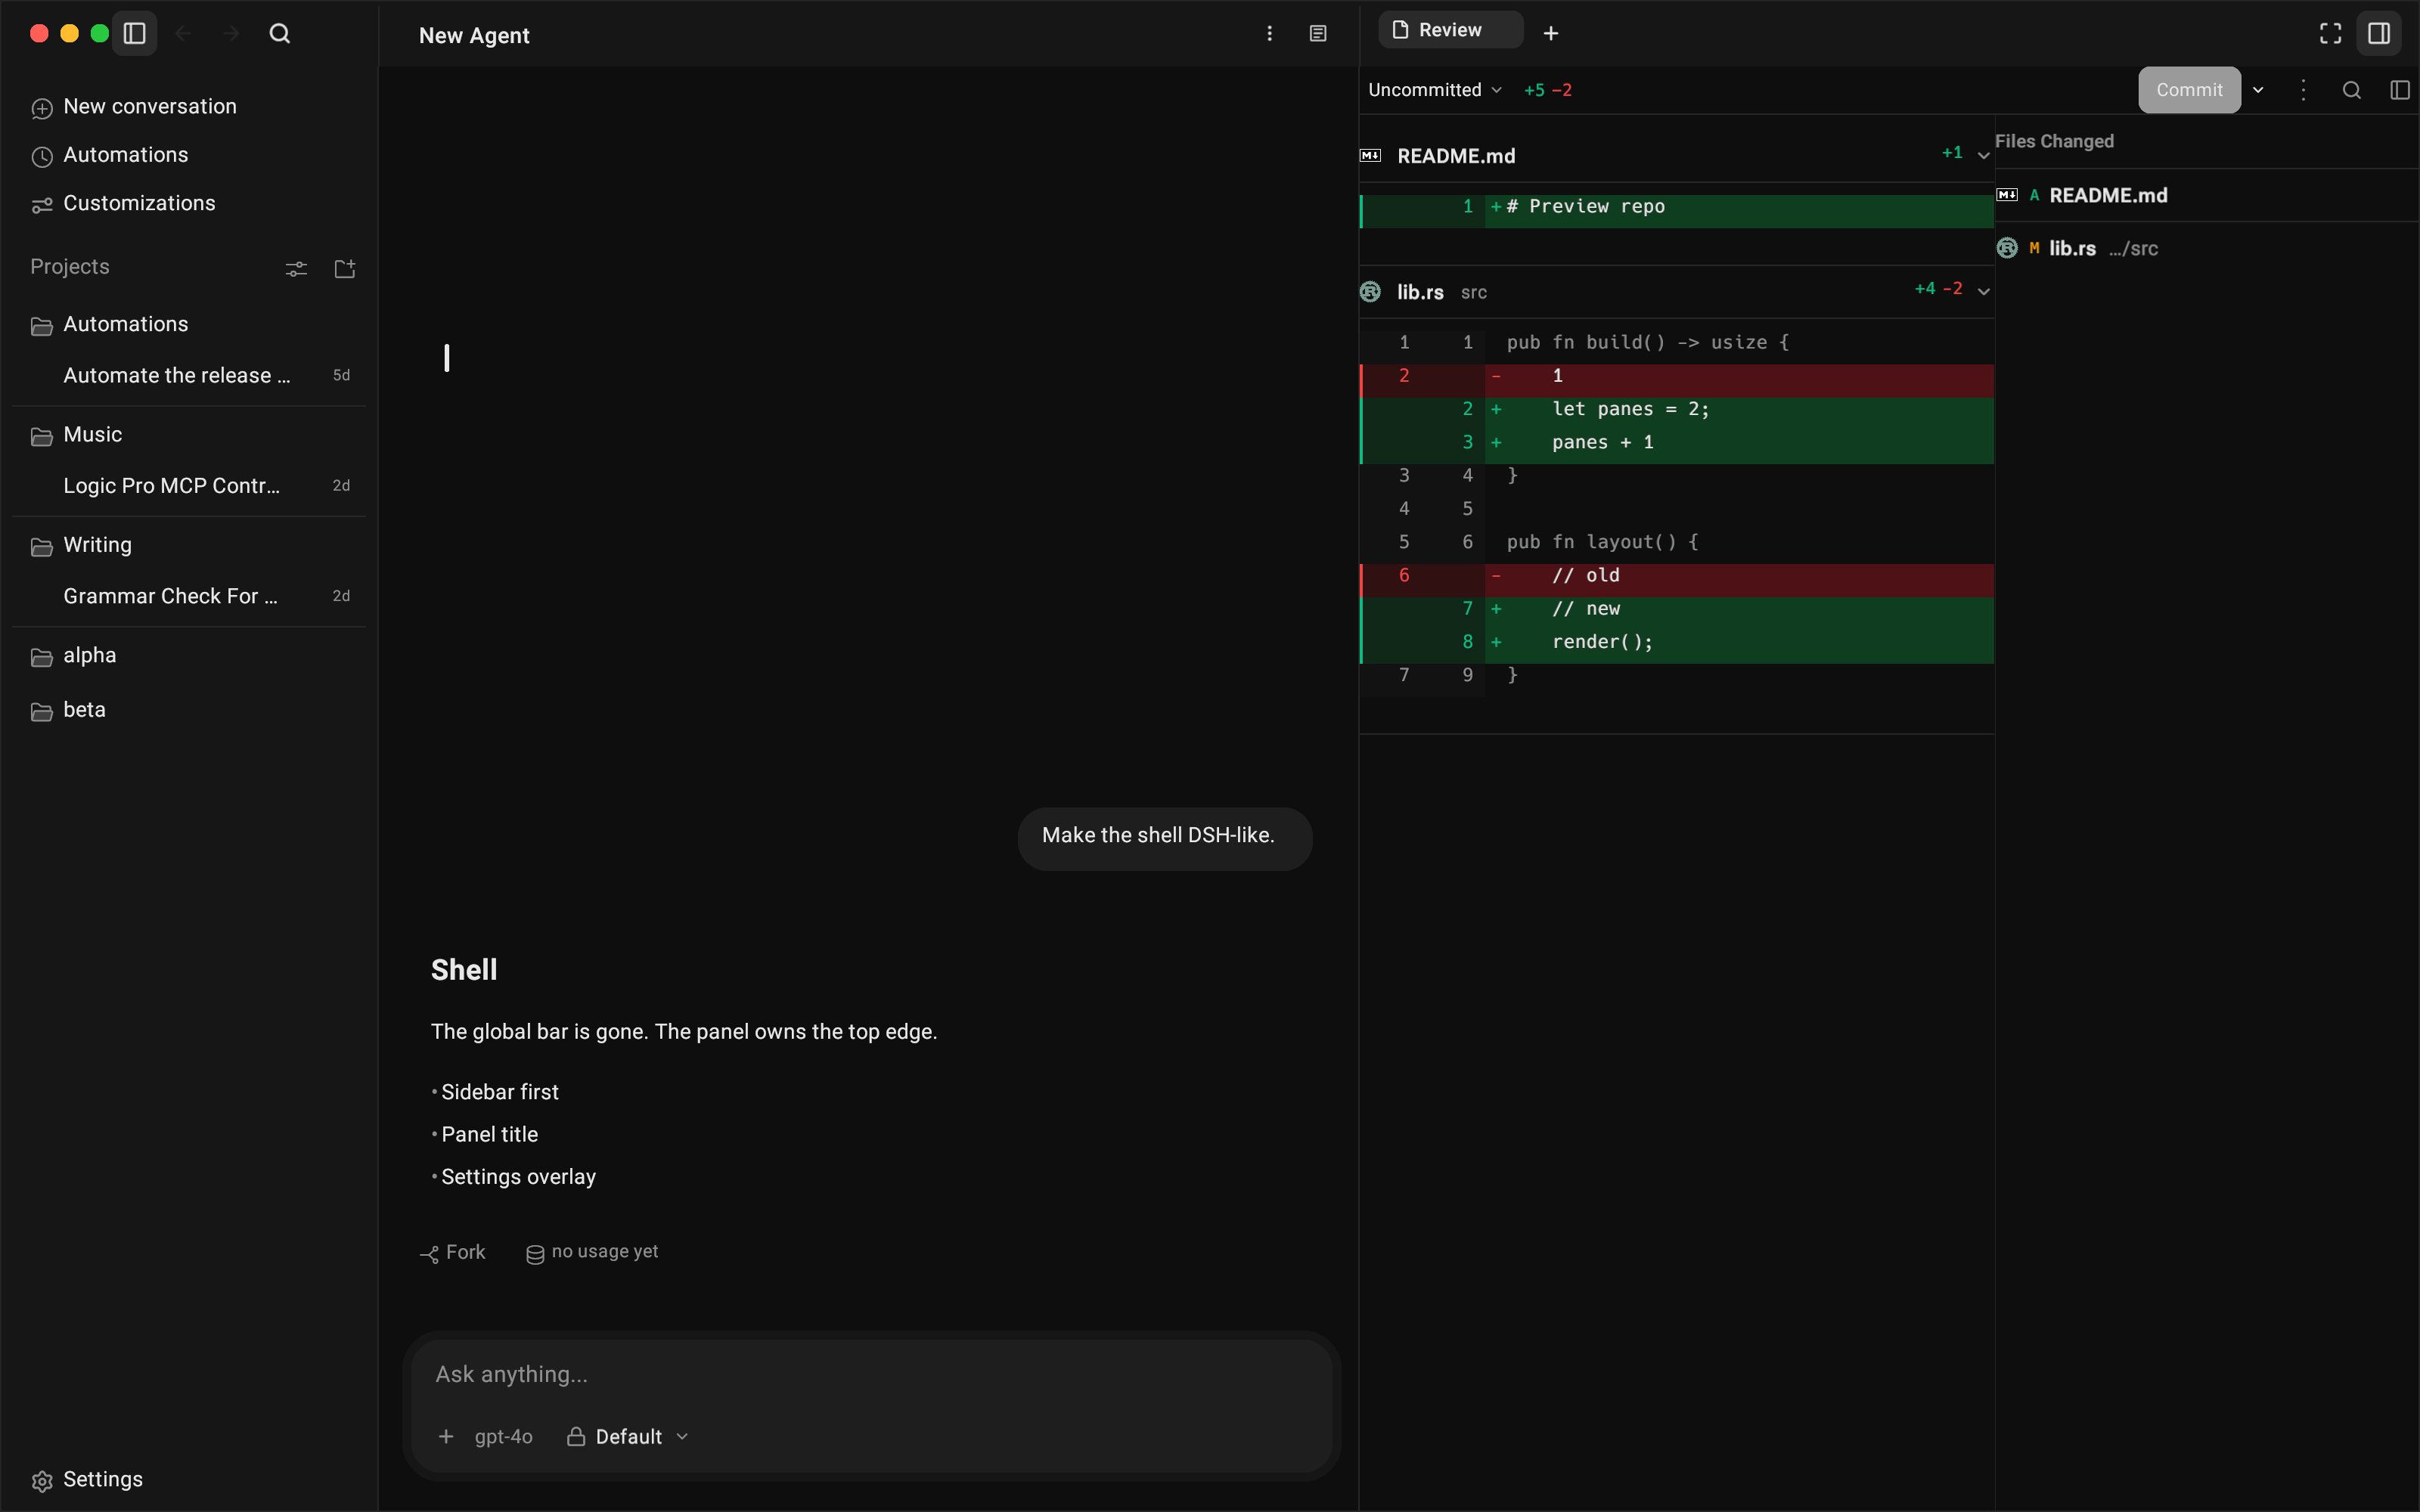 New conversation
Automations
Customizations
Projects
Automations
Automate the release ... 5d
Music
Logic Pro MCP Contr... 2d
Writing
Grammar Check For ... 2d
alpha
beta
Settings
New Agent
Make the shell DSH-like.
Shell
The global bar is gone. The panel owns the top edge.
• Sidebar first
• Panel title
• Settings overlay
Fork no usage yet
Ask anything...
+ gpt-4o Default
Review +
Uncommitted +5 −2 Commit
README.md +1
1 + # Preview repo
lib.rs src +4 −2
1 1 pub fn build() -> usize {
2 − 1
2 + let panes = 2;
3 + panes + 1
3 4 }
4 5
5 6 pub fn layout() {
6 − // old
7 + // new
8 + render();
7 9 }
Files Changed
M↓ A README.md
R M lib.rs …/src